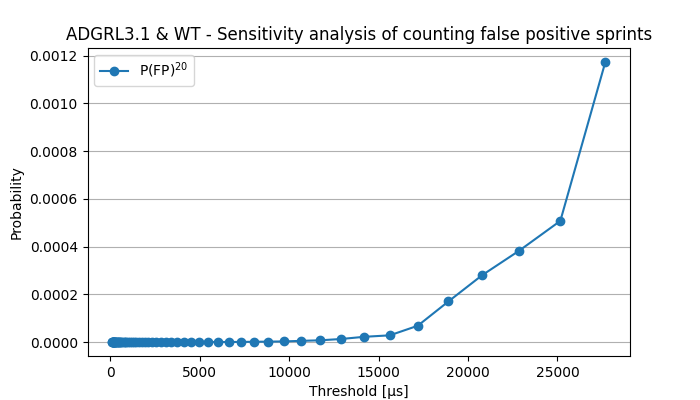 ADGRL3.1 & WT - Sensitivity analysis of counting false positive sprints
P(FP)²⁰
0.0012
0.0010
0.0008
0.0006
0.0004
0.0002
0.0000
Probability
0 5000 10000 15000 20000 25000
Threshold [µs]